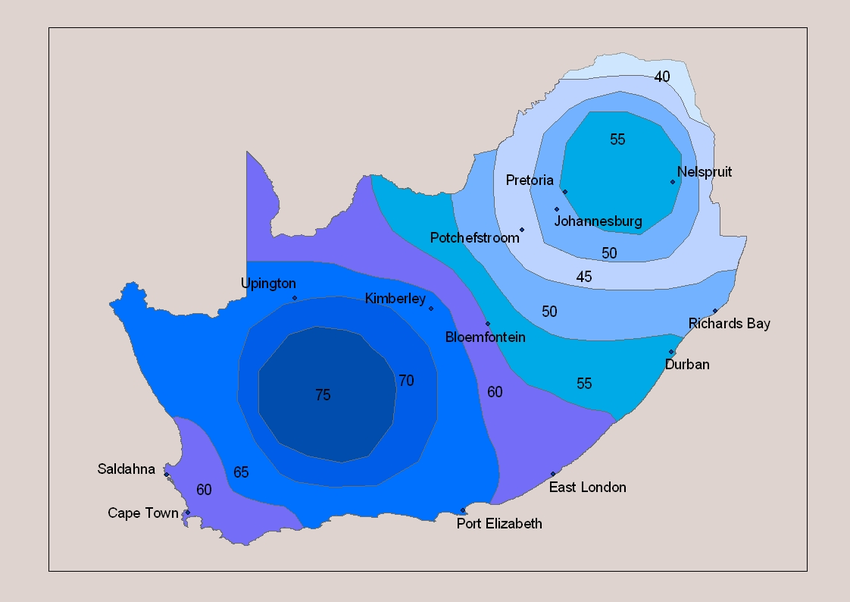 40
55
Nelspruit
Pretoria
Johannesburg
Potchefstroom
50
45
Upington
Kimberley
50
Richards Bay
Bloemfontein
Durban
70
55
75
60
Saldahna
65
60
East London
Cape Town
Port Elizabeth